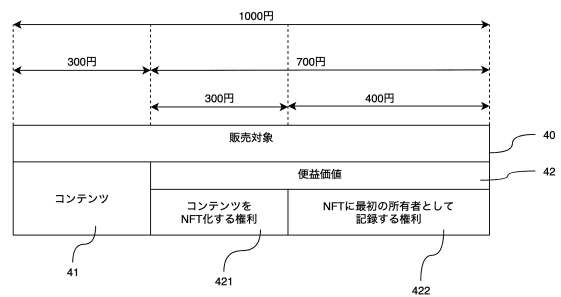 1000円
300円
700円
300円
400円
販売対象
40
便益価値
42
コンテンツ
コンテンツを
NFT化する権利
NFTに最初の所有者として
記録する権利
41
421
422